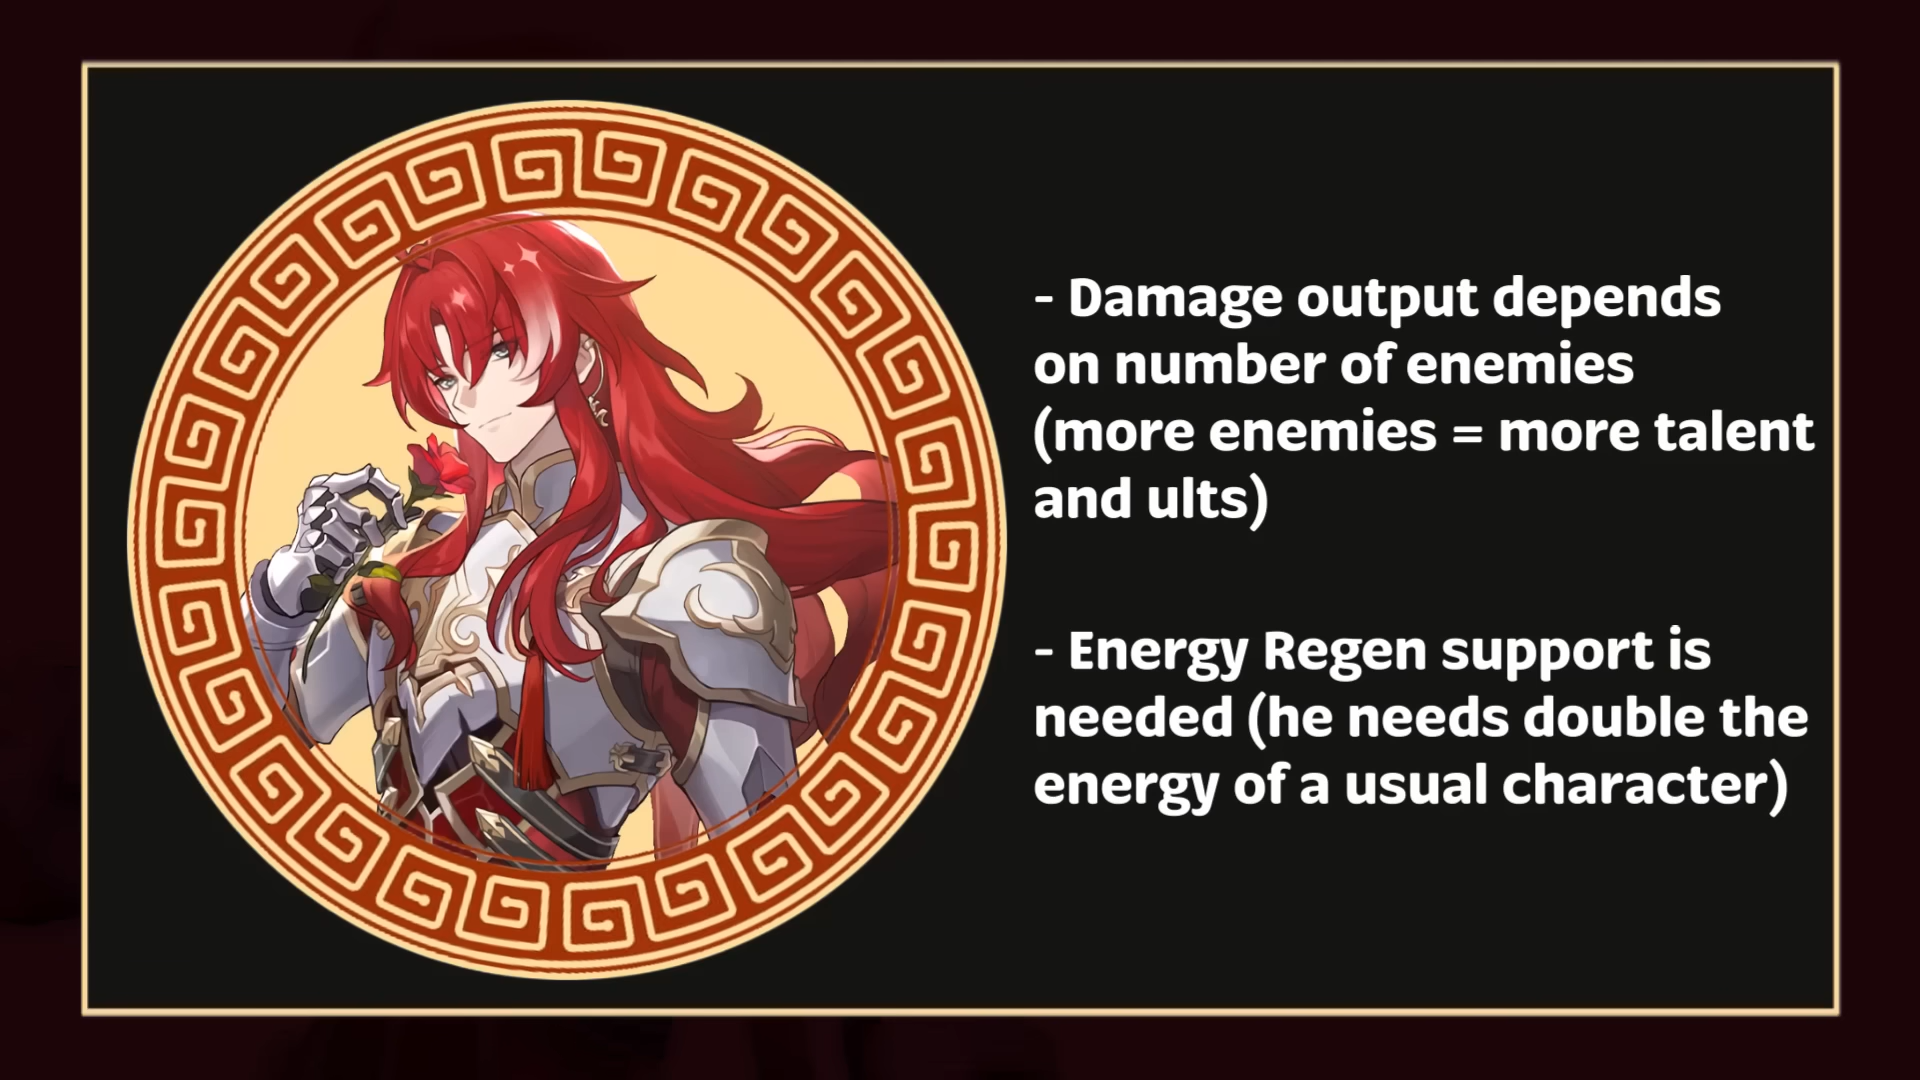 - Damage output depends
on number of enemies
(more enemies = more talent
and ults)
- Energy Regen support is
needed (he needs double the
energy of a usual character)